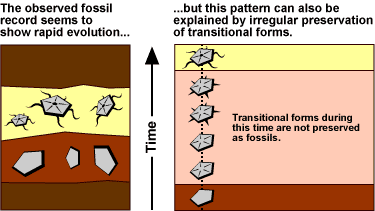 The observed fossil
record seems to
show rapid evolution...
...but this pattern can also be
explained by irregular preservation
of transitional forms.
Time
Transitional forms during
this time are not preserved
as fossils.